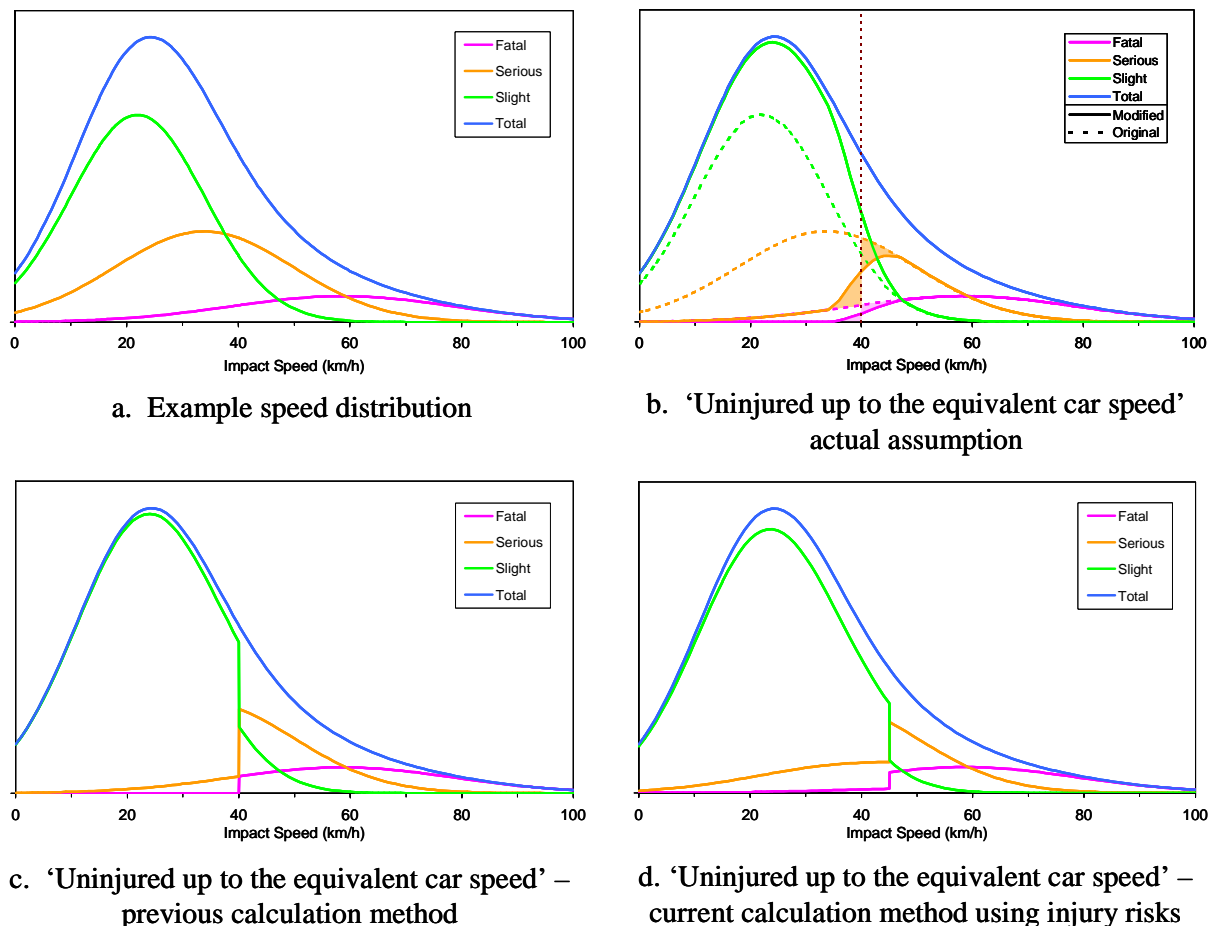 Fatal
Serious
Slight
Total
0
20
40
60
80
100
Impact Speed (km/h)
a. Example speed distribution
Fatal
Serious
Slight
Total
Modified
Original
0
20
40
60
80
100
Impact Speed (km/h)
b. ‘Uninjured up to the equivalent car speed’
actual assumption
Fatal
Serious
Slight
Total
0
20
40
60
80
100
Impact Speed (km/h)
c. ‘Uninjured up to the equivalent car speed’ –
previous calculation method
Fatal
Serious
Slight
Total
0
20
40
60
80
100
Impact Speed (km/h)
d. ‘Uninjured up to the equivalent car speed’ –
current calculation method using injury risks